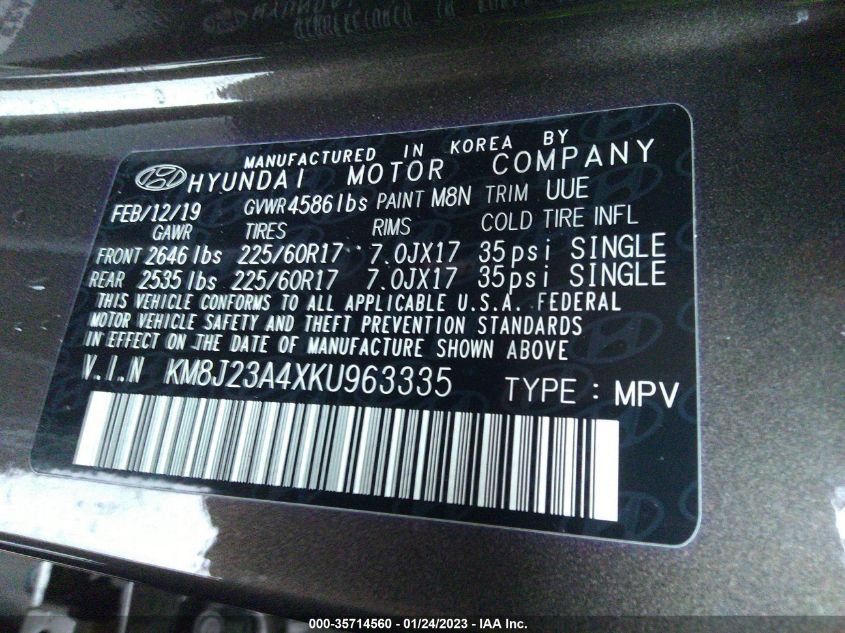 MANUFACTURED IN KOREA BY
HYUNDAI MOTOR COMPANY
FEB/12/19 GVWR 4586 lbs PAINT M8N TRIM UUE
GAWR TIRES RIMS COLD TIRE INFL
FRONT 2646 lbs 225/60R17 7.0JX17 35psi SINGLE
REAR 2535 lbs 225/60R17 7.0JX17 35psi SINGLE
THIS VEHICLE CONFORMS TO ALL APPLICABLE U.S.A. FEDERAL
MOTOR VEHICLE SAFETY AND THEFT PREVENTION STANDARDS
IN EFFECT ON THE DATE OF MANUFACTURE SHOWN ABOVE
V.I.N KM8J23A4XKU963335 TYPE : MPV
000-35714560 - 01/24/2023 - IAA Inc.